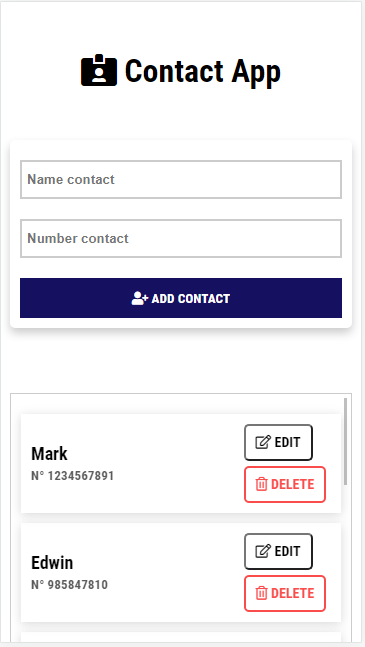 Contact App
Name contact
Number contact
ADD CONTACT
Mark
N° 1234567891
EDIT
DELETE
Edwin
N° 985847810
EDIT
DELETE